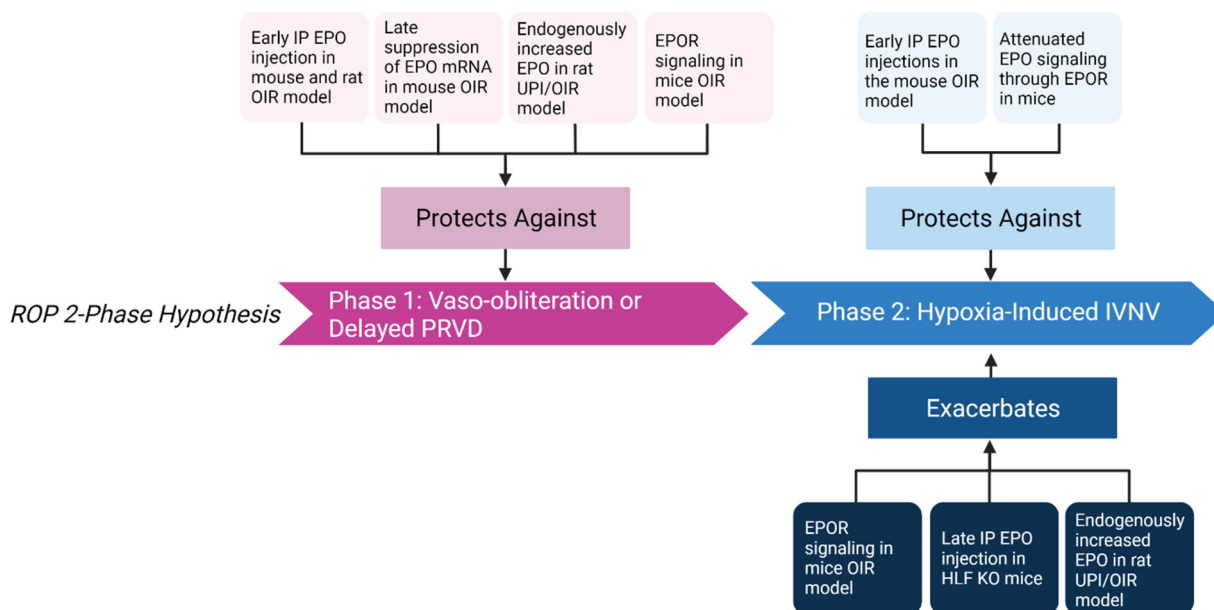 Early IP EPO
injection in
mouse and rat
OIR model
Late
suppression
of EPO mRNA
in mouse OIR
model
Endogenously
increased
EPO in rat
UPI/OIR
model
EPOR
signaling in
mice OIR
model
Early IP EPO
injections in
the mouse OIR
model
Attenuated
EPO signaling
through EPOR
in mice
Protects Against
Protects Against
ROP 2-Phase Hypothesis
Phase 1: Vaso-obliteration or
Delayed PRVD
Phase 2: Hypoxia-Induced IVNV
Exacerbates
EPOR
signaling in
mice OIR
model
Late IP EPO
injection in
HLF KO mice
Endogenously
increased
EPO in rat
UPI/OIR model